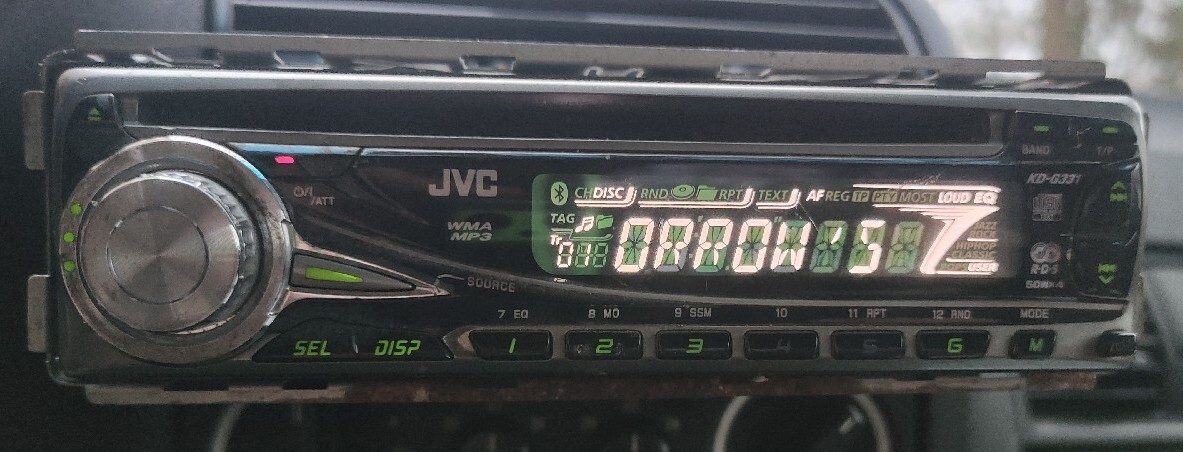 BAND T/P
JVC KD-G331
⏻/I /ATT
CH DISC RND RPT TEXT AF REG TP PTY MOST LOUD EQ
WMA TAG
MP3 Tr
ORROW'S
JAZZ
HIPHOP
CLASSIC
USER
R·D·S
SOURCE 50W×4
7 EQ 8 MO 9 SSM 10 11 RPT 12 RND MODE
SEL DISP 1 2 3 4 5 6 M